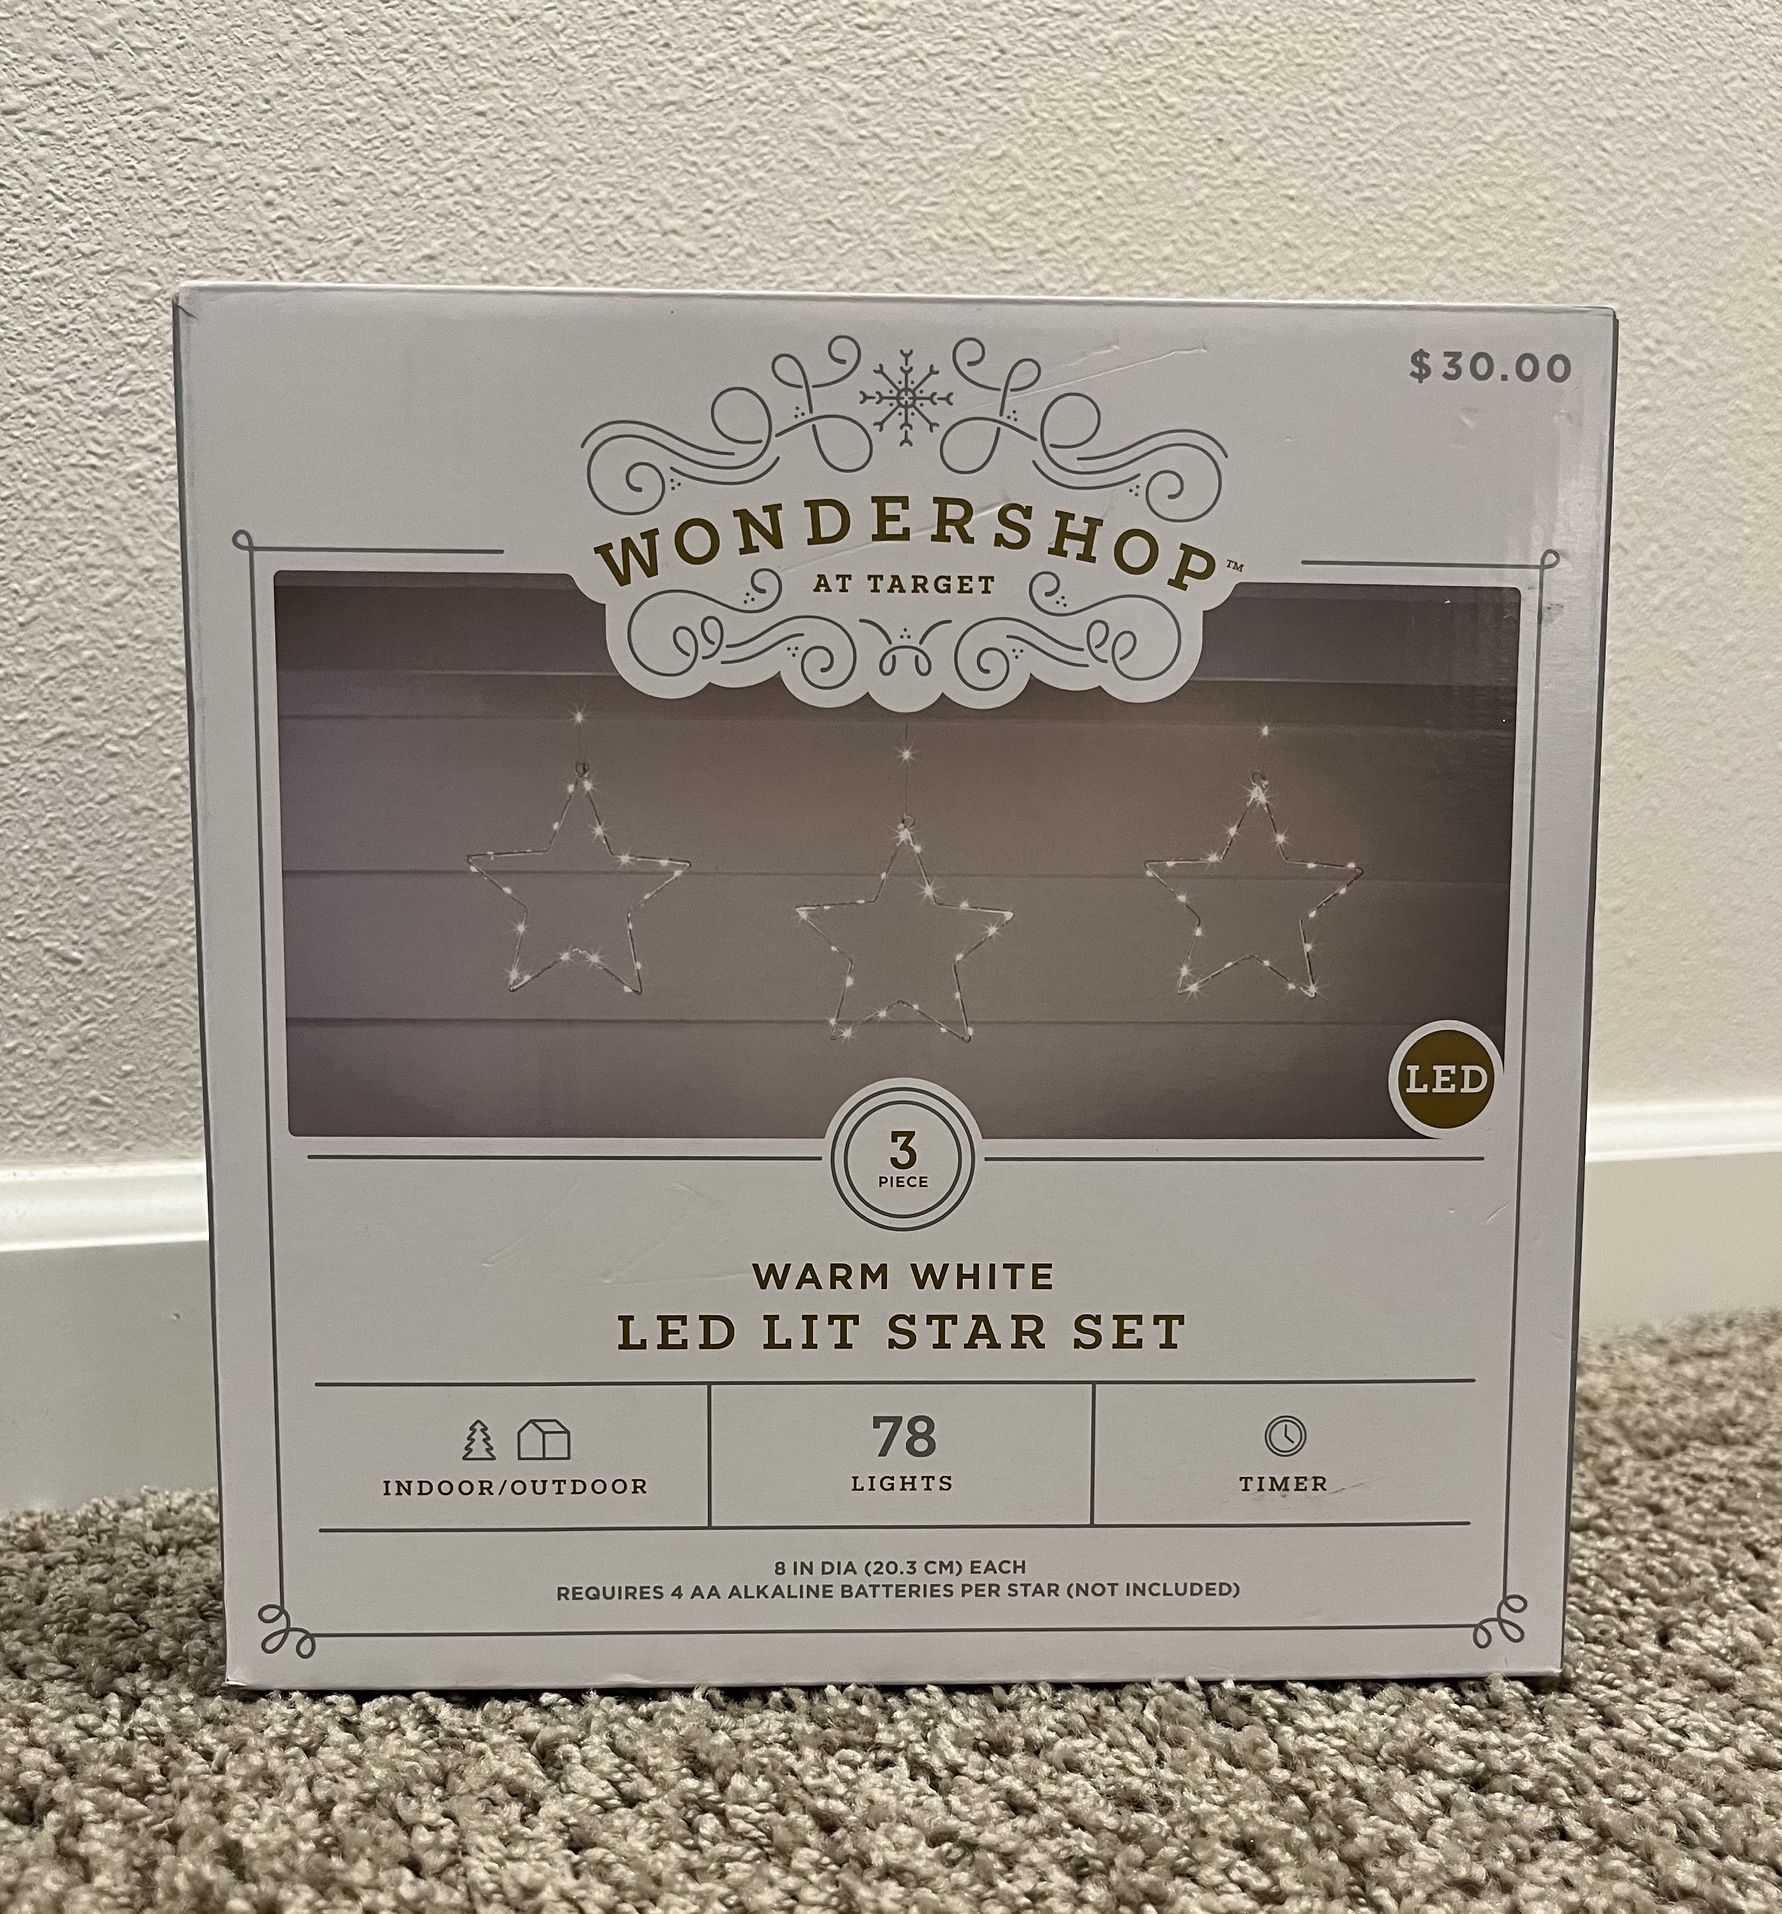 $30.00
WONDERSHOP™
AT TARGET
LED
3
PIECE
WARM WHITE
LED LIT STAR SET
INDOOR/OUTDOOR
78
LIGHTS
TIMER
8 IN DIA (20.3 CM) EACH
REQUIRES 4 AA ALKALINE BATTERIES PER STAR (NOT INCLUDED)